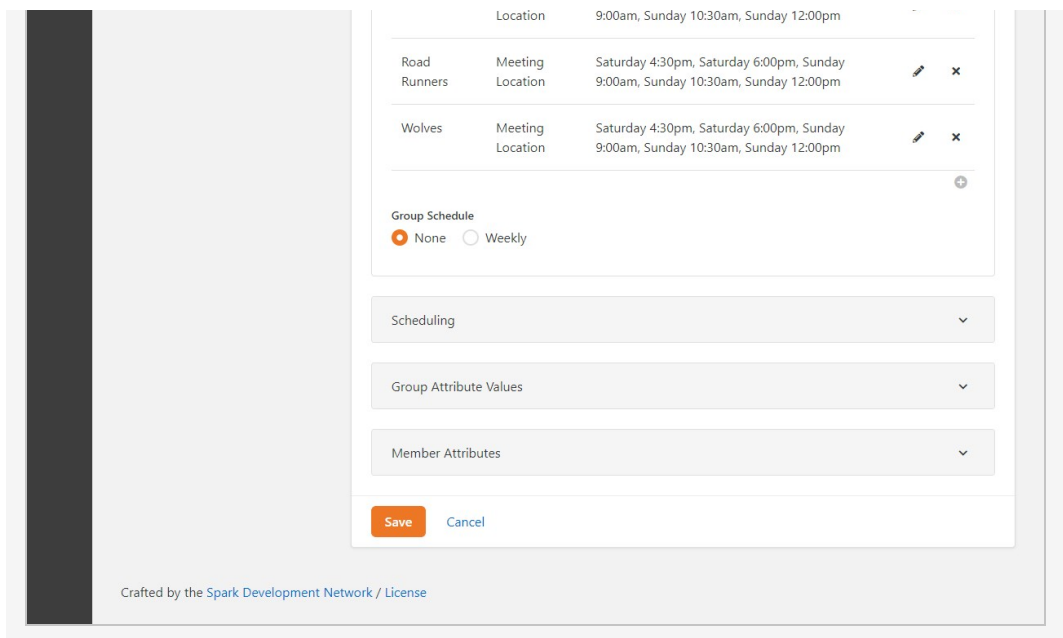 Location 9:00am, Sunday 10:30am, Sunday 12:00pm
Road Meeting Saturday 4:30pm, Saturday 6:00pm, Sunday
Runners Location 9:00am, Sunday 10:30am, Sunday 12:00pm
Wolves Meeting Saturday 4:30pm, Saturday 6:00pm, Sunday
Location 9:00am, Sunday 10:30am, Sunday 12:00pm
Group Schedule
None Weekly
Scheduling
Group Attribute Values
Member Attributes
Save Cancel
Crafted by the Spark Development Network / License